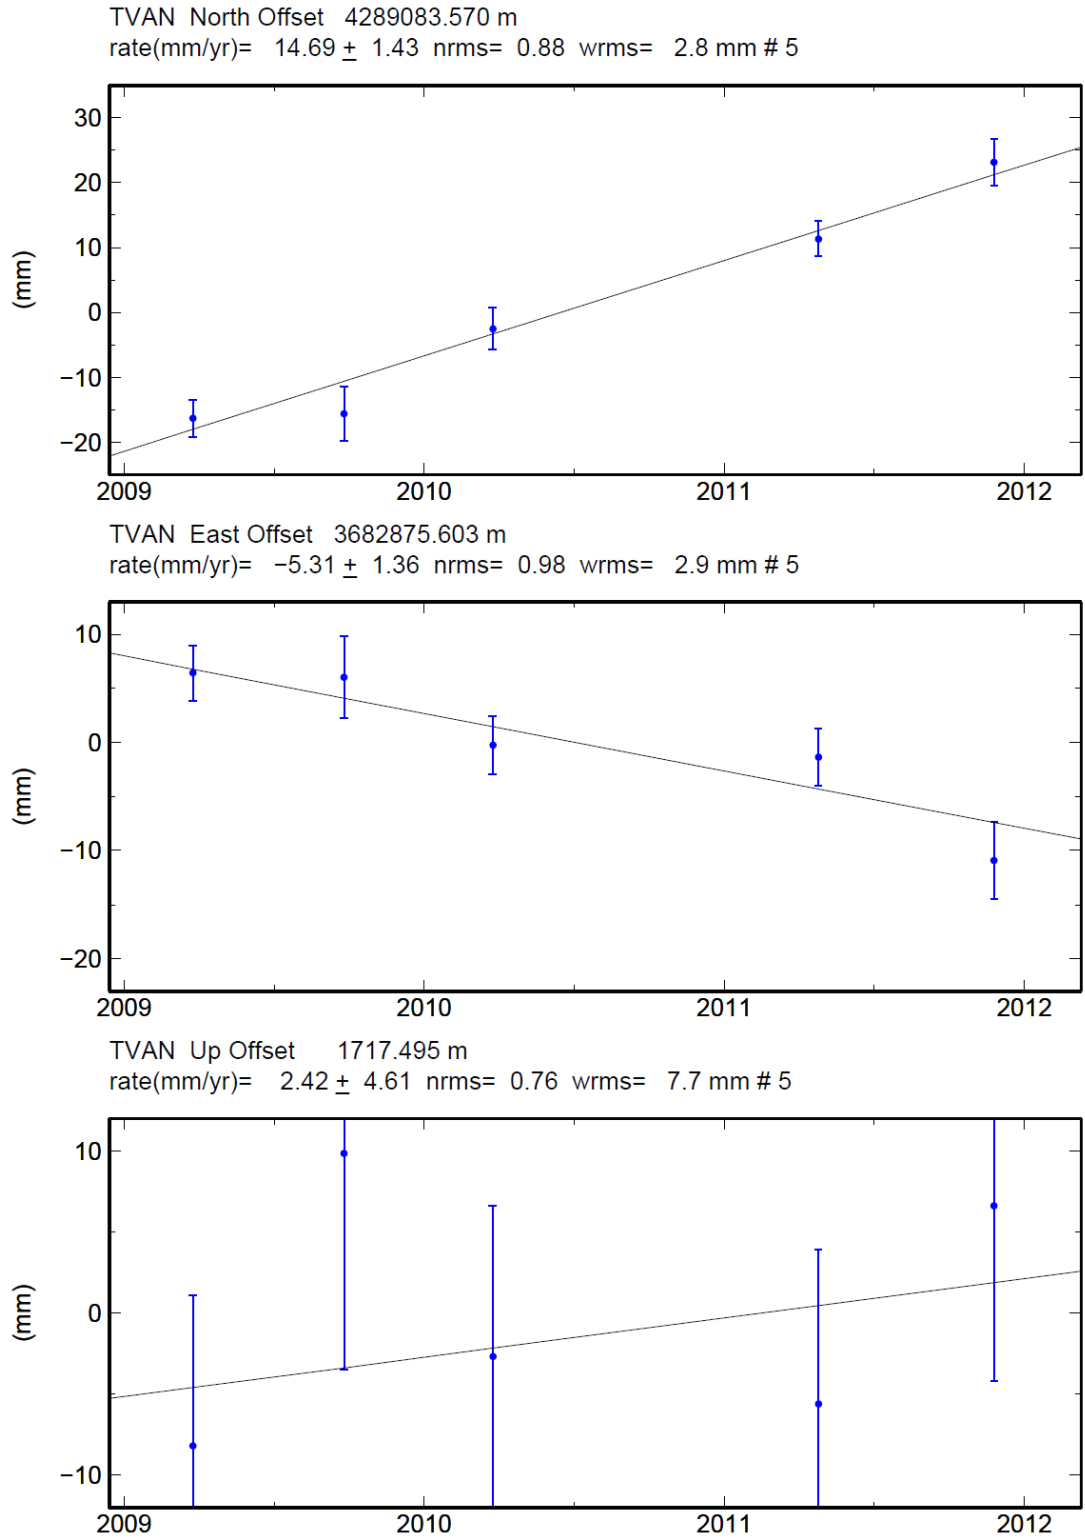 TVAN North Offset 4289083.570 m
rate(mm/yr)= 14.69 ± 1.43 nrms= 0.88 wrms= 2.8 mm # 5
30
20
10
0
−10
−20
(mm)
2009 2010 2011 2012
TVAN East Offset 3682875.603 m
rate(mm/yr)= −5.31 ± 1.36 nrms= 0.98 wrms= 2.9 mm # 5
10
0
−10
−20
(mm)
2009 2010 2011 2012
TVAN Up Offset 1717.495 m
rate(mm/yr)= 2.42 ± 4.61 nrms= 0.76 wrms= 7.7 mm # 5
10
0
−10
(mm)
2009 2010 2011 2012